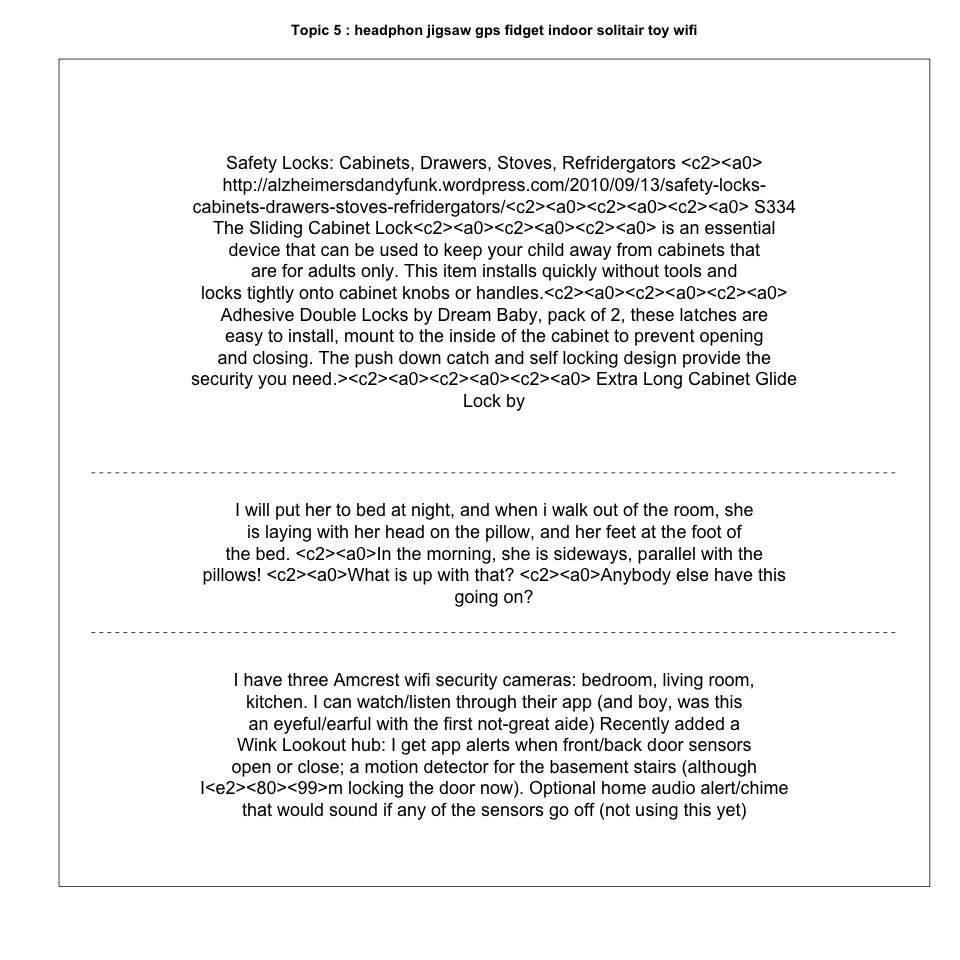 Topic 5 : headphon jigsaw gps fidget indoor solitair toy wifi
Safety Locks: Cabinets, Drawers, Stoves, Refridergators <c2><a0>
http://alzheimersdandyfunk.wordpress.com/2010/09/13/safety-locks-
cabinets-drawers-stoves-refridergators/<c2><a0><c2><a0><c2><a0> S334
The Sliding Cabinet Lock<c2><a0><c2><a0><c2><a0> is an essential
device that can be used to keep your child away from cabinets that
are for adults only. This item installs quickly without tools and
locks tightly onto cabinet knobs or handles.<c2><a0><c2><a0><c2><a0>
Adhesive Double Locks by Dream Baby, pack of 2, these latches are
easy to install, mount to the inside of the cabinet to prevent opening
and closing. The push down catch and self locking design provide the
security you need.><c2><a0><c2><a0><c2><a0> Extra Long Cabinet Glide
Lock by
I will put her to bed at night, and when i walk out of the room, she
is laying with her head on the pillow, and her feet at the foot of
the bed. <c2><a0>In the morning, she is sideways, parallel with the
pillows! <c2><a0>What is up with that? <c2><a0>Anybody else have this
going on?
I have three Amcrest wifi security cameras: bedroom, living room,
kitchen. I can watch/listen through their app (and boy, was this
an eyeful/earful with the first not-great aide) Recently added a
Wink Lookout hub: I get app alerts when front/back door sensors
open or close; a motion detector for the basement stairs (although
I<e2><80><99>m locking the door now). Optional home audio alert/chime
that would sound if any of the sensors go off (not using this yet)